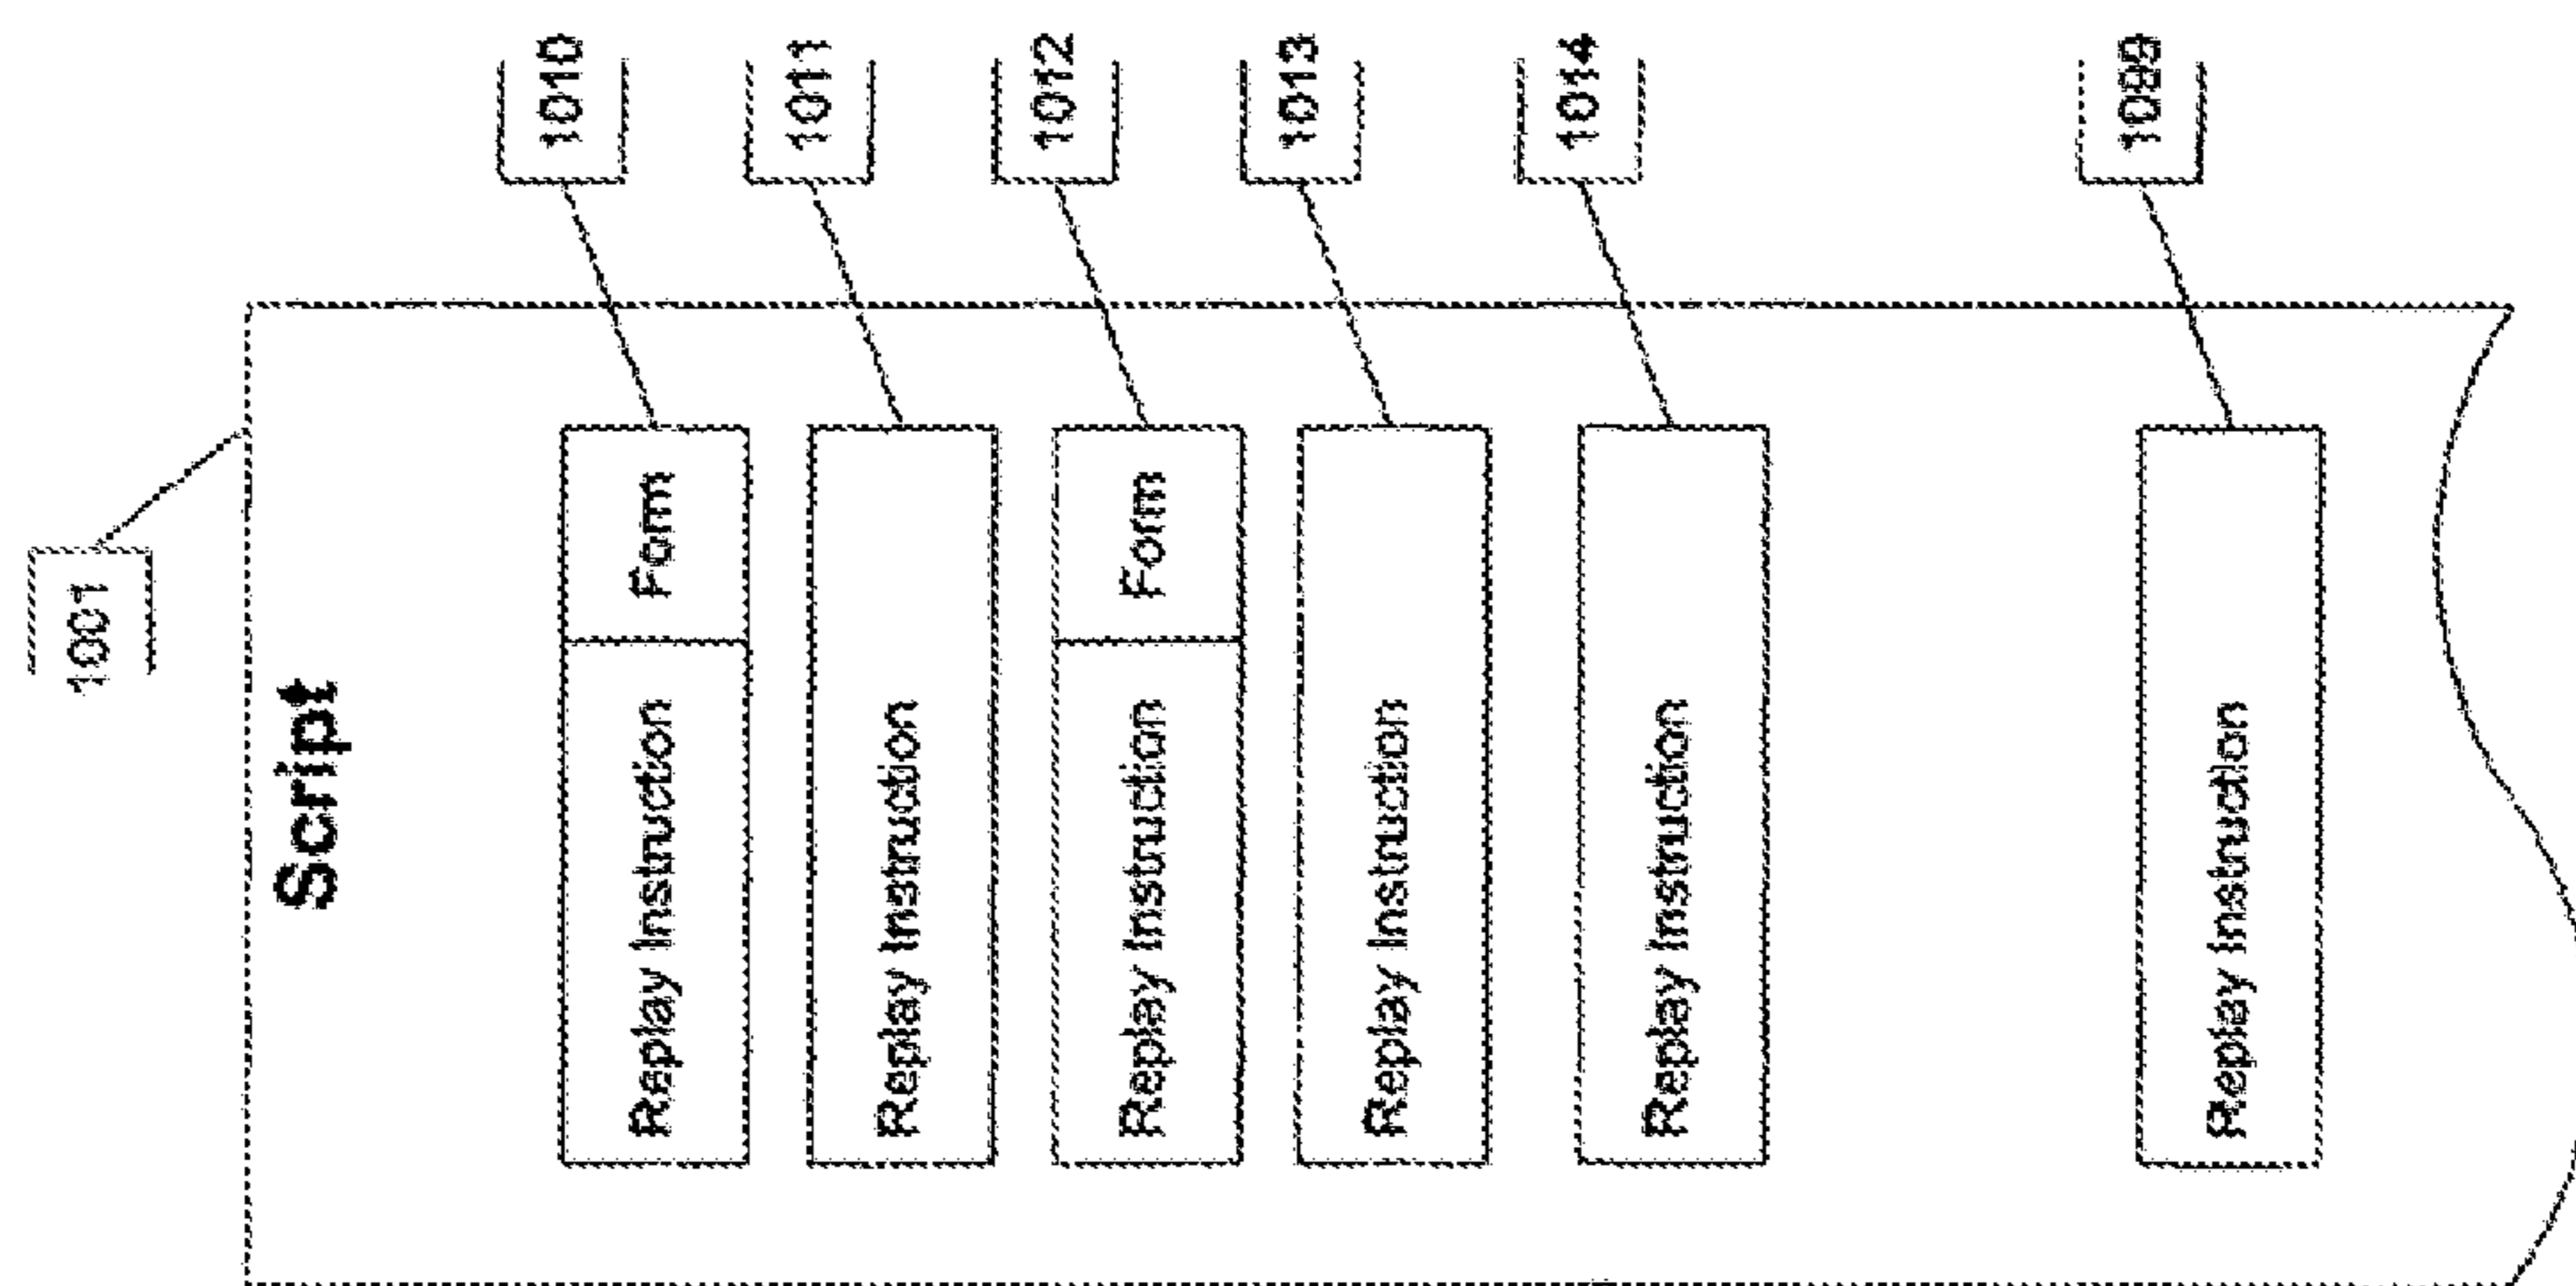 1001
Script
Replay Instruction Form 1010
Replay Instruction 1011
Replay Instruction Form 1012
Replay Instruction 1013
Replay Instruction 1014
Replay Instruction 1099